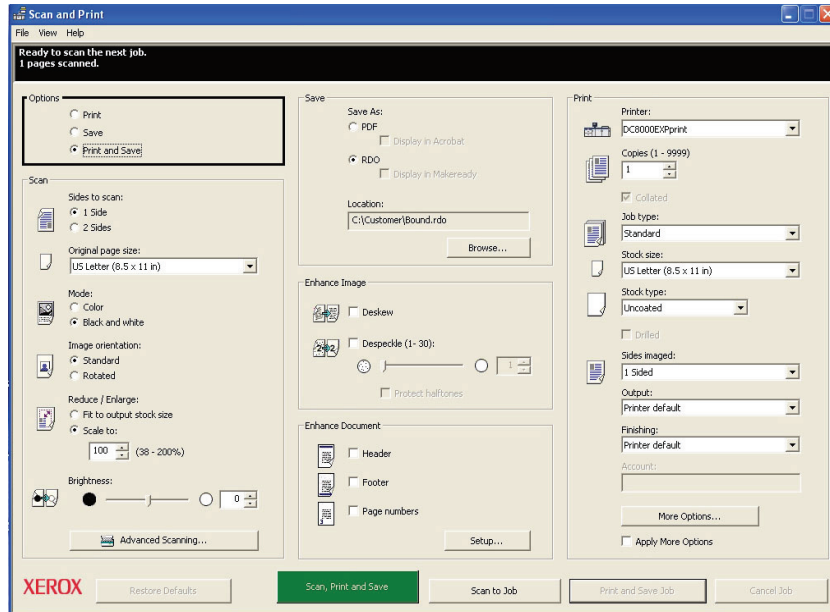 Scan and Print
File View Help
Ready to scan the next job.
1 pages scanned.
Options
Print
Save
Print and Save
Scan
Sides to scan:
1 Side
2 Sides
Original page size:
US Letter (8.5 x 11 in)
Mode:
Color
Black and white
Image orientation:
Standard
Rotated
Reduce / Enlarge:
Fit to output stock size
Scale to:
100 (38 - 200%)
Brightness:
0
Advanced Scanning...
Save
Save As:
PDF
Display in Acrobat
RDO
Display in Makeready
Location:
C:\Customer\Bound.rdo
Browse...
Enhance Image
Deskew
Despeckle (1- 30):
1
Protect halftones
Enhance Document
Header
Footer
Page numbers
Setup...
Print
Printer:
DC8000EXPprint
Copies (1 - 9999)
1
Collated
Job type:
Standard
Stock size:
US Letter (8.5 x 11 in)
Stock type:
Uncoated
Drilled
Sides imaged:
1 Sided
Output:
Printer default
Finishing:
Printer default
Account:
More Options...
Apply More Options
XEROX
Restore Defaults
Scan, Print and Save
Scan to Job
Print and Save Job
Cancel Job